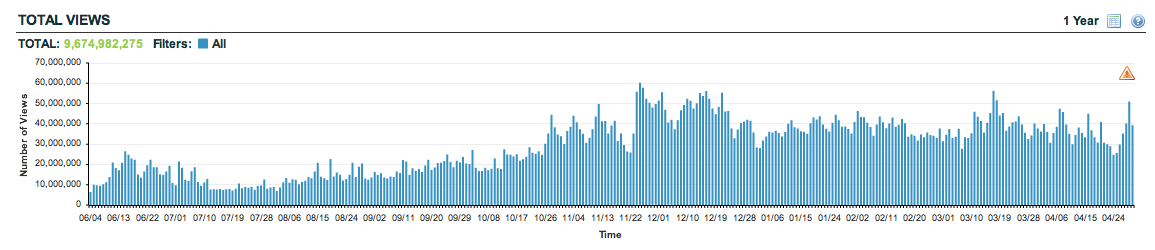 TOTAL VIEWS
1 Year
TOTAL: 9,674,982,275 Filters: All
70,000,000
60,000,000
50,000,000
40,000,000
30,000,000
20,000,000
10,000,000
0
Number of Views
06/04 06/13 06/22 07/01 07/10 07/19 07/28 08/06 08/15 08/24 09/02 09/11 09/20 09/29 10/08 10/17 10/26 11/04 11/13 11/22 12/01 12/10 12/19 12/28 01/06 01/15 01/24 02/02 02/11 02/20 03/01 03/10 03/19 03/28 04/06 04/15 04/24
Time